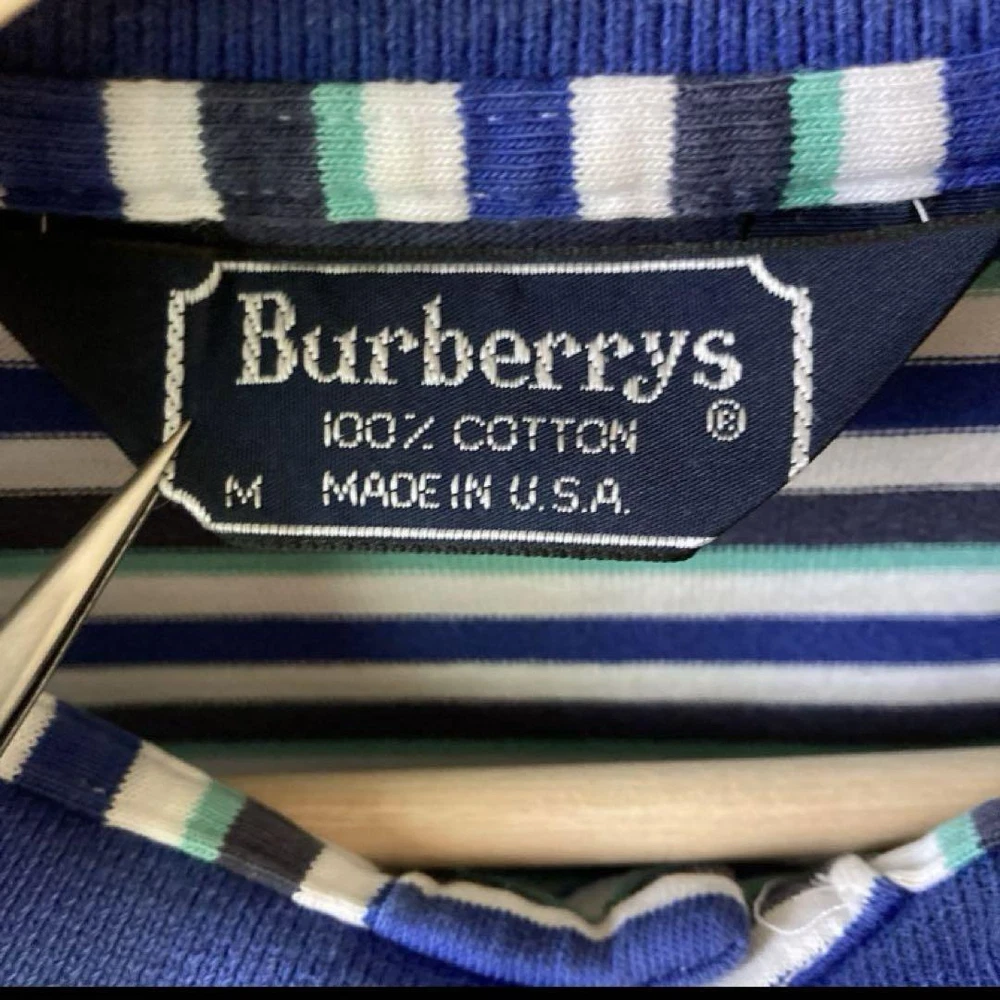 Burberrys
®
100% COTTON
M MADE IN U.S.A.